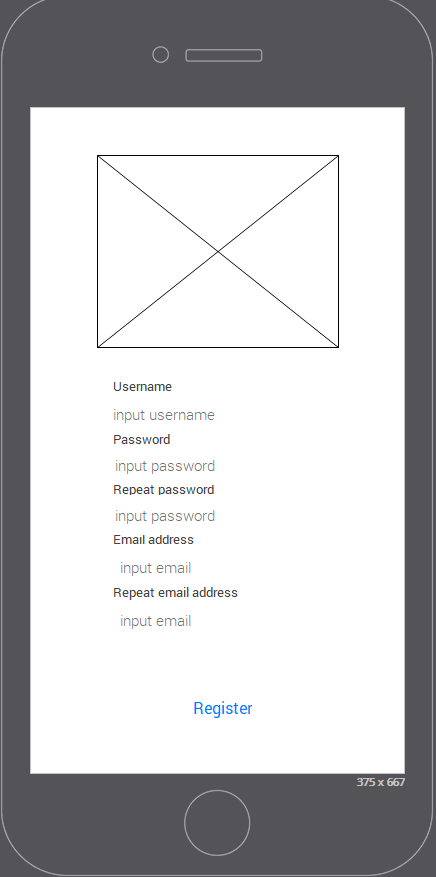 Username
input username
Password
input password
Repeat password
input password
Email address
input email
Repeat email address
input email
Register
375 x 667